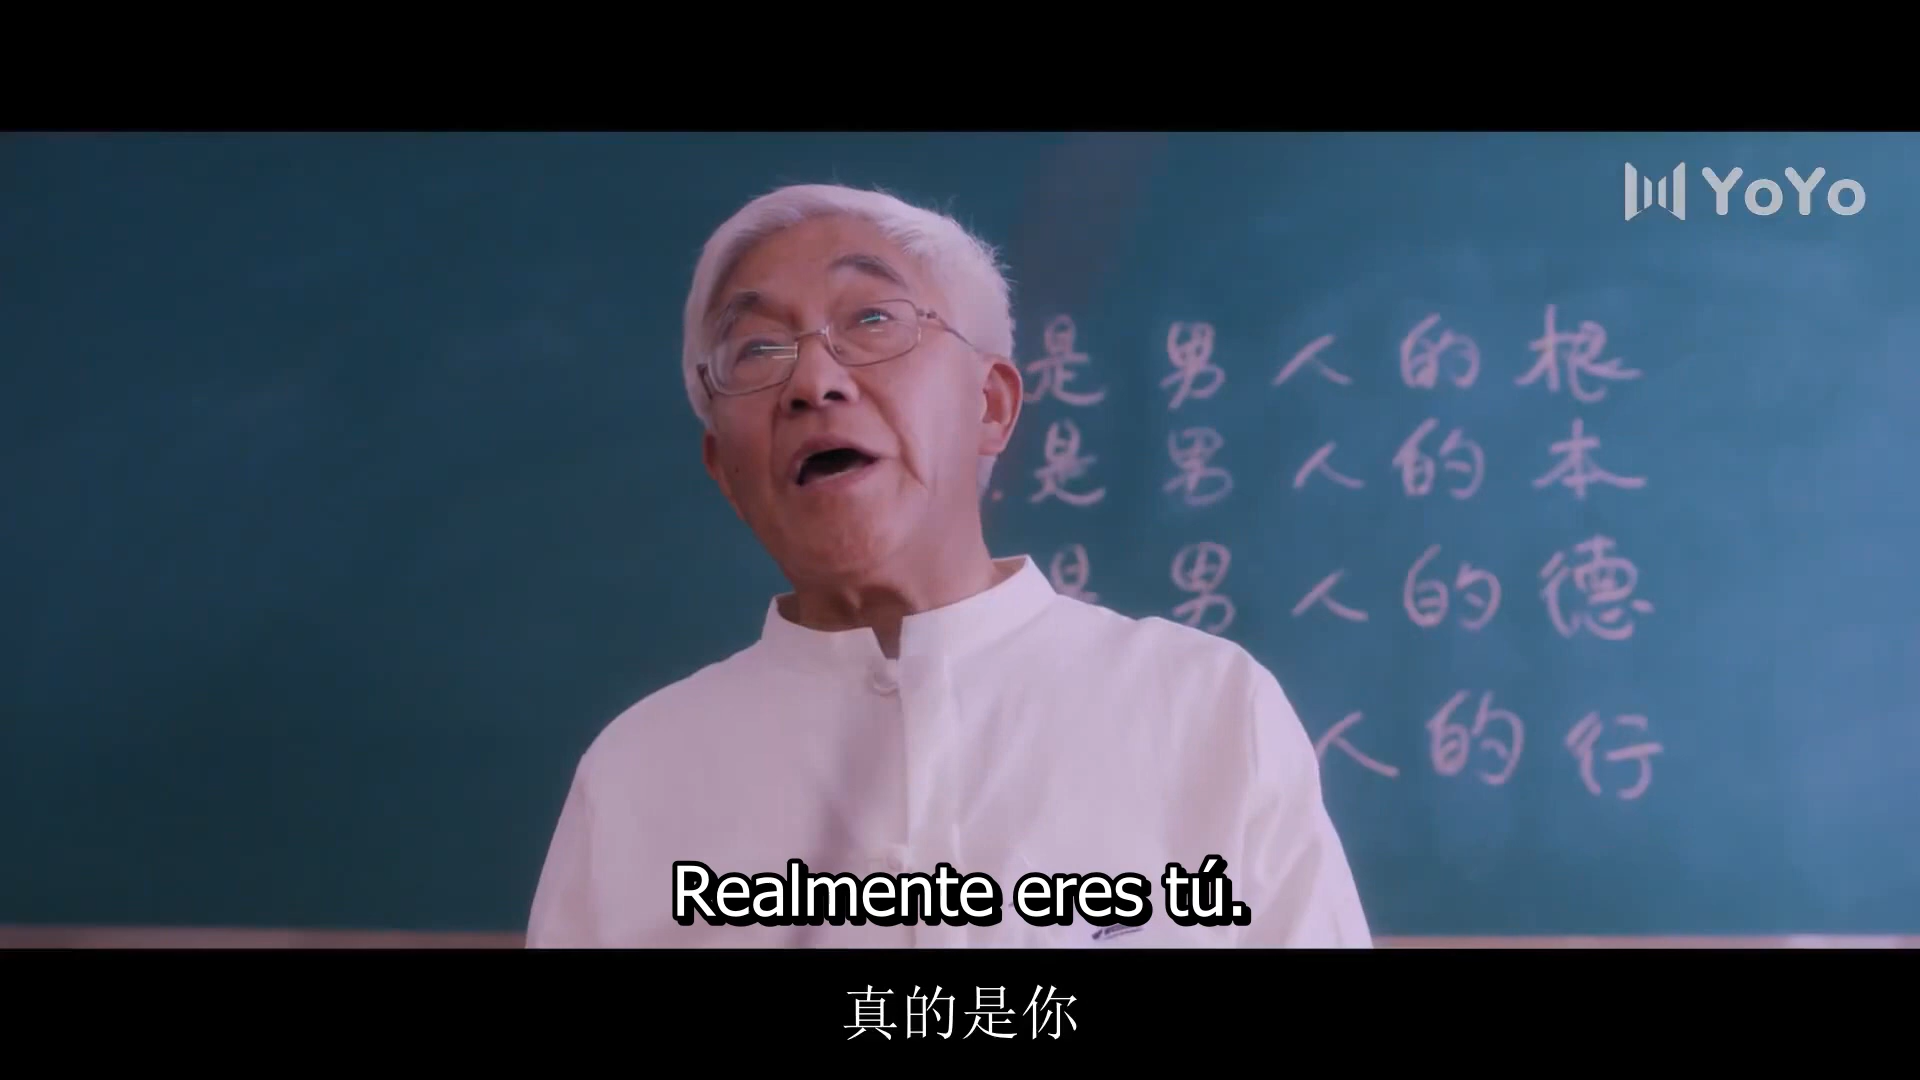 YoYo
是男人的根
是男人的本
是男人的德
人的行
Realmente eres tú.
真的是你